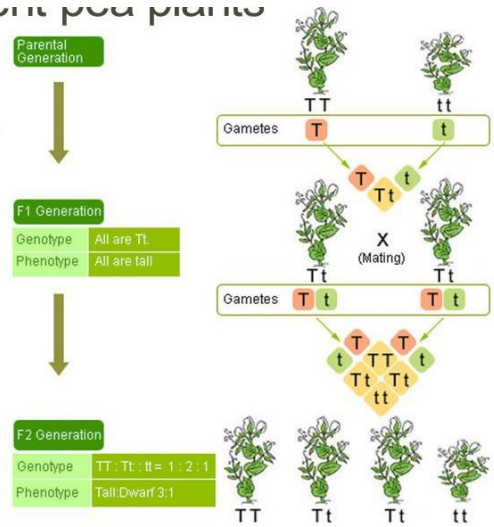 pea plants
Parental
Generation
TT
tt
Gametes
T
t
T
t
Tt
F1 Generation
Genotype
All are Tt.
Phenotype
All are tall
X
(Mating)
Tt
Tt
Gametes
T
t
T
t
T
T
t
TT
t
Tt
Tt
tt
F2 Generation
Genotype
TT : Tt : tt = 1 : 2 : 1
Phenotype
Tall:Dwarf 3:1
TT
Tt
Tt
tt